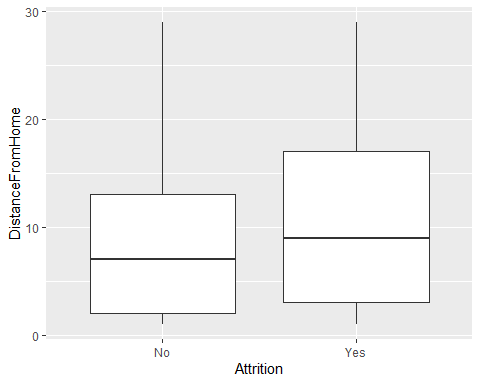 30
20
10
0
DistanceFromHome
No
Yes
Attrition